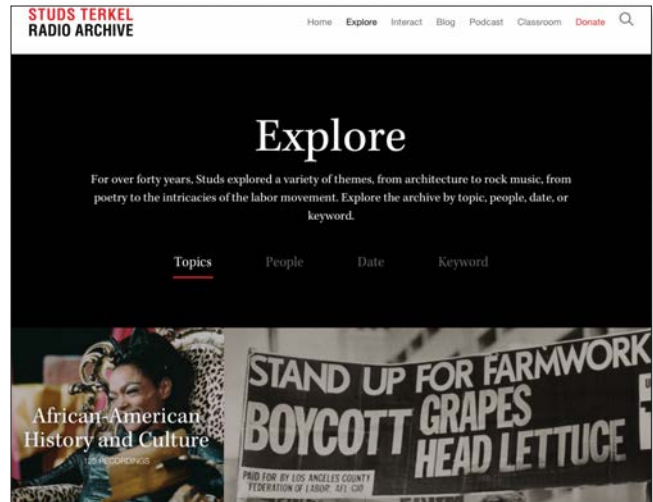 STUDS TERKEL
RADIO ARCHIVE
Home Explore Interact Blog Podcast Classroom Donate
Explore
For over forty years, Studs explored a variety of themes, from architecture to rock music, from
poetry to the intricacies of the labor movement. Explore the archive by topic, people, date, or
keyword.
Topics People Date Keyword
African-American
History and Culture
125 RECORDINGS
STAND UP FOR FARMWORK
BOYCOTT GRAPES
HEAD LETTUCE
PAID FOR BY LOS ANGELES COUNTY
FEDERATION OF LABOR, AFL CIO